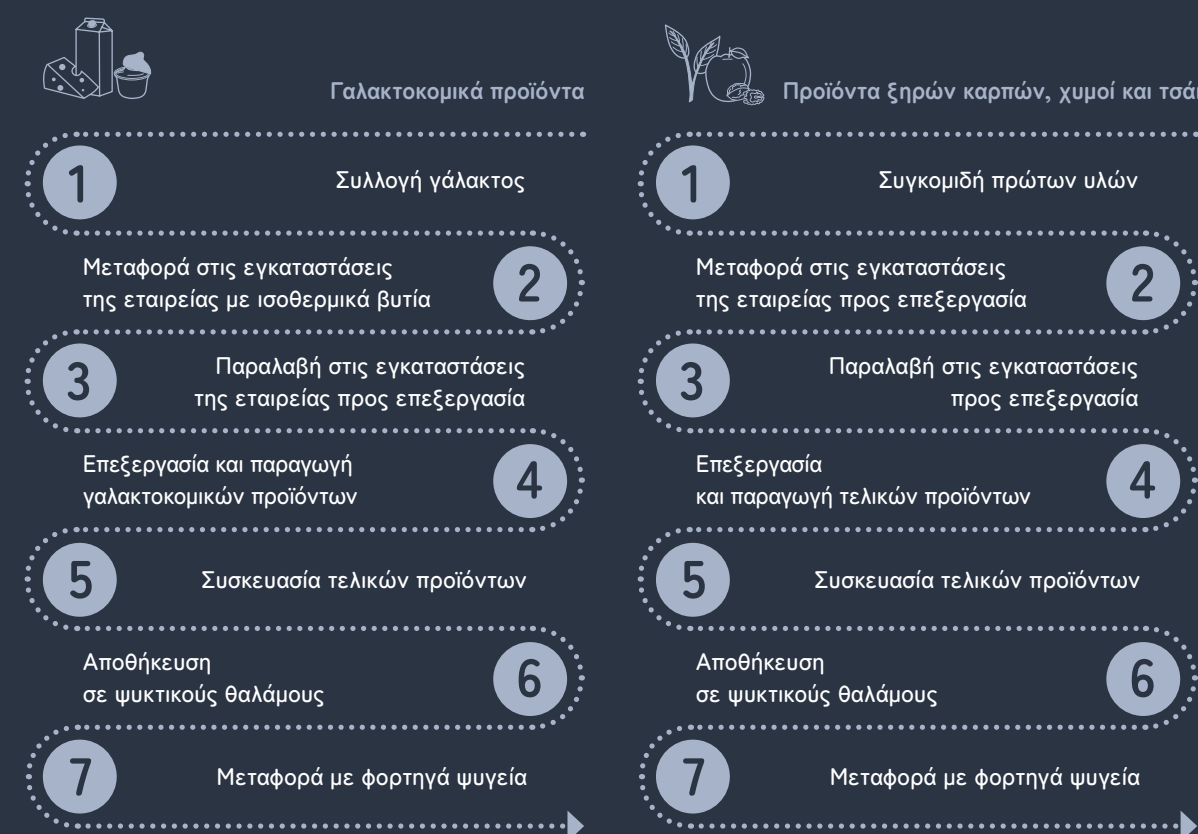 Γαλακτοκομικά προϊόντα
1
Συλλογή γάλακτος
Μεταφορά στις εγκαταστάσεις
της εταιρείας με ισοθερμικά βυτία
2
3
Παραλαβή στις εγκαταστάσεις
της εταιρείας προς επεξεργασία
Επεξεργασία και παραγωγή
γαλακτοκομικών προϊόντων
4
5
Συσκευασία τελικών προϊόντων
Αποθήκευση
σε ψυκτικούς θαλάμους
6
7
Μεταφορά με φορτηγά ψυγεία
Προϊόντα ξηρών καρπών, χυμοί και
1
Συγκομιδή πρώτων υλών
Μεταφορά στις εγκαταστάσεις
της εταιρείας προς επεξεργασία
2
3
Παραλαβή στις εγκαταστάσεις
προς επεξεργασία
Επεξεργασία
και παραγωγή τελικών προϊόντων
4
5
Συσκευασία τελικών προϊόντων
Αποθήκευση
σε ψυκτικούς θαλάμους
6
7
Μεταφορά με φορτηγά ψυγεία